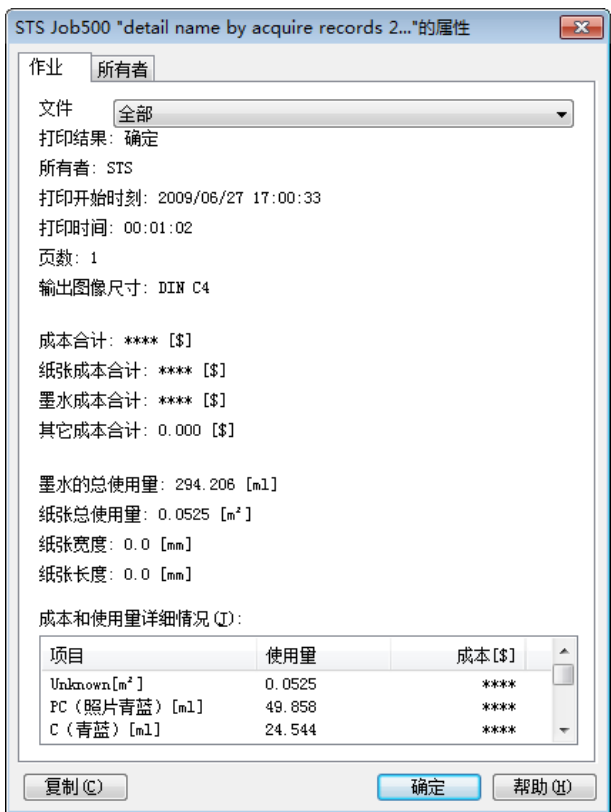 STS Job500 "detail name by acquire records 2..."的属性
作业 所有者
文件 全部
打印结果: 确定
所有者: STS
打印开始时刻: 2009/06/27 17:00:33
打印时间: 00:01:02
页数: 1
输出图像尺寸: DIN C4
成本合计: **** [$]
纸张成本合计: **** [$]
墨水成本合计: **** [$]
其它成本合计: 0.000 [$]
墨水的总使用量: 294.206 [ml]
纸张总使用量: 0.0525 [m²]
纸张宽度: 0.0 [mm]
纸张长度: 0.0 [mm]
成本和使用量详细情况(J):
项目 使用量 成本[$]
Unknown[m²] 0.0525 ****
PC（照片青蓝）[ml] 49.858 ****
C（青蓝）[ml] 24.544 ****
复制(C) 确定 帮助(H)